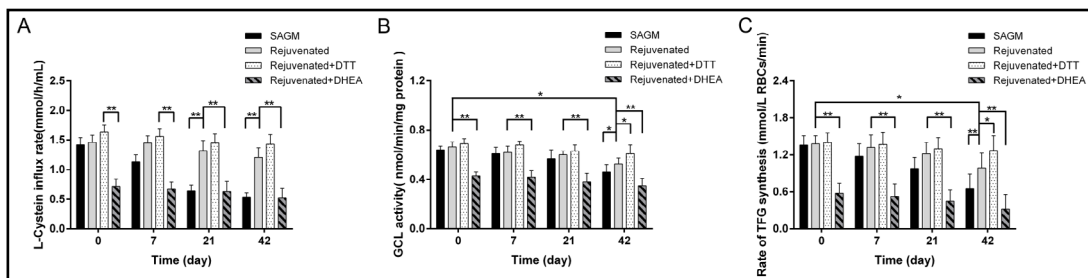 A
SAGM
Rejuvenated
Rejuvenated+DTT
Rejuvenated+DHEA
L-Cystein influx rate(mmol/h/mL)
2.5
2.0
1.5
1.0
0.5
0.0
**
**
**
**
**
**
0
7
21
42
Time (day)
B
SAGM
Rejuvenated
Rejuvenated+DTT
Rejuvenated+DHEA
GCL activity( nmol/min/mg protein )
1.2
0.9
0.6
0.4
0.0
*
**
**
**
**
*
*
0
7
21
42
Time (day)
C
SAGM
Rejuvenated
Rejuvenated+DTT
Rejuvenated+DHEA
Rate of TFG synthesis (mmol/L RBCs/min)
2.4
1.8
1.2
0.6
0.0
*
**
**
**
**
**
*
0
7
21
42
Time (day)